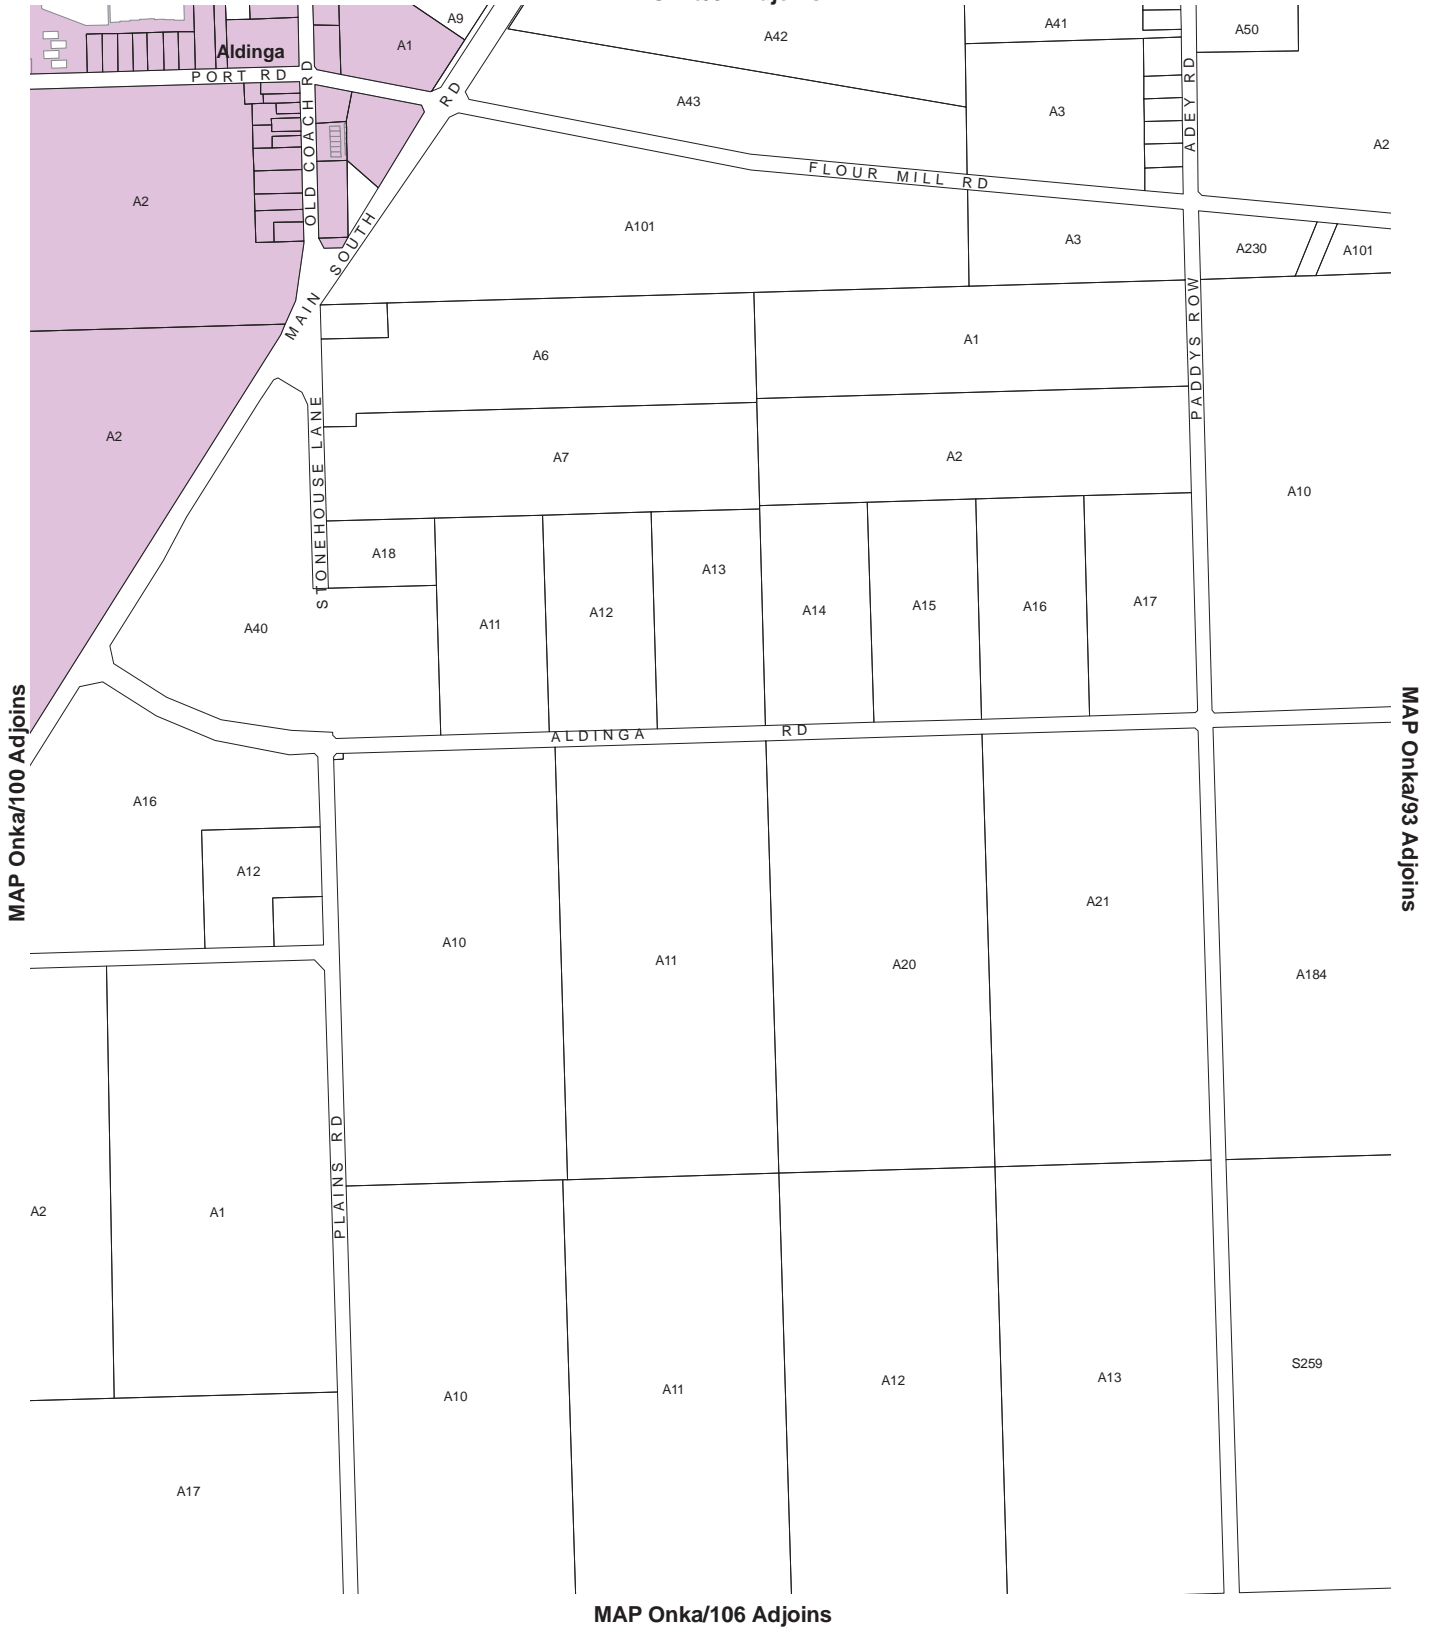 A9
A41
A50
A42
A1
Aldinga
PORT RD
RD
A43
A3
ADEY RD
OLD COACH RD
A2
FLOUR MILL RD
A2
A101
A3
A230
A101
MAIN SOUTH
A6
A1
PADDYS ROW
A2
STONEHOUSE LANE
A7
A2
A10
A18
A13
A11
A12
A14
A15
A16
A17
A40
ALDINGA RD
MAP Onka/100 Adjoins
MAP Onka/93 Adjoins
A16
A12
A10
A11
A20
A21
A184
PLAINS RD
A2
A1
A10
A11
A12
A13
S259
A17
MAP Onka/106 Adjoins